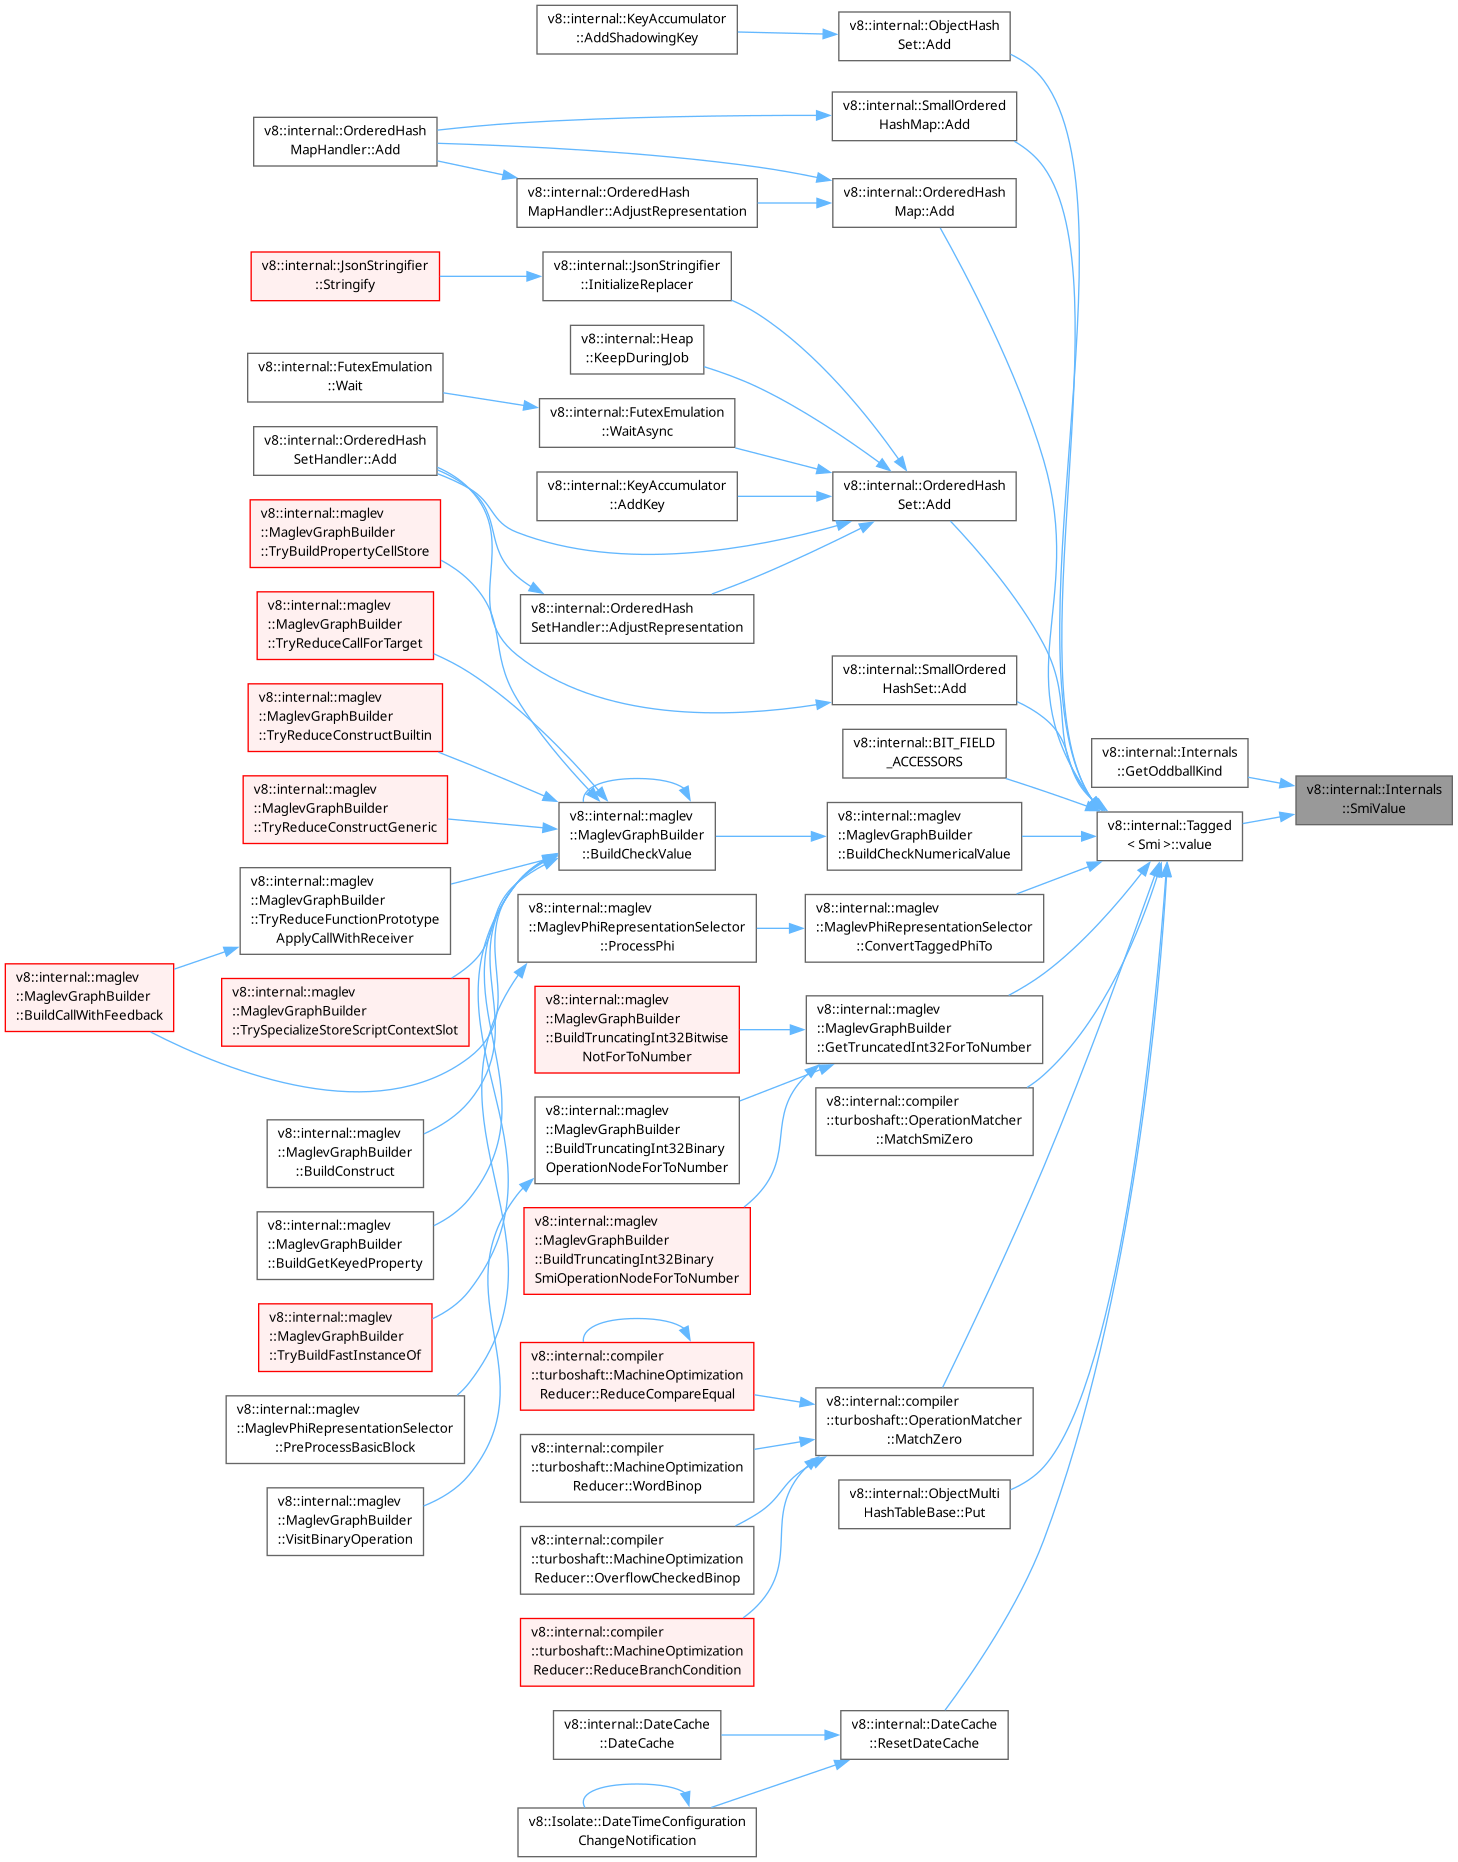 v8::internal::KeyAccumulator
::AddShadowingKey
v8::internal::ObjectHash
Set::Add
v8::internal::SmallOrdered
HashMap::Add
v8::internal::OrderedHash
MapHandler::Add
v8::internal::OrderedHash
MapHandler::AdjustRepresentation
v8::internal::OrderedHash
Map::Add
v8::internal::JsonStringifier
::Stringify
v8::internal::JsonStringifier
::InitializeReplacer
v8::internal::Heap
::KeepDuringJob
v8::internal::FutexEmulation
::Wait
v8::internal::FutexEmulation
::WaitAsync
v8::internal::OrderedHash
SetHandler::Add
v8::internal::KeyAccumulator
::AddKey
v8::internal::OrderedHash
Set::Add
v8::internal::maglev
::MaglevGraphBuilder
::TryBuildPropertyCellStore
v8::internal::maglev
::MaglevGraphBuilder
::TryReduceCallForTarget
v8::internal::OrderedHash
SetHandler::AdjustRepresentation
v8::internal::SmallOrdered
HashSet::Add
v8::internal::maglev
::MaglevGraphBuilder
::TryReduceConstructBuiltin
v8::internal::BIT_FIELD
_ACCESSORS
v8::internal::Internals
::GetOddballKind
v8::internal::Internals
::SmiValue
v8::internal::maglev
::MaglevGraphBuilder
::TryReduceConstructGeneric
v8::internal::maglev
::MaglevGraphBuilder
::BuildCheckValue
v8::internal::maglev
::MaglevGraphBuilder
::BuildCheckNumericalValue
v8::internal::Tagged
< Smi >::value
v8::internal::maglev
::MaglevGraphBuilder
::TryReduceFunctionPrototype
ApplyCallWithReceiver
v8::internal::maglev
::MaglevPhiRepresentationSelector
::ProcessPhi
v8::internal::maglev
::MaglevPhiRepresentationSelector
::ConvertTaggedPhiTo
v8::internal::maglev
::MaglevGraphBuilder
::BuildCallWithFeedback
v8::internal::maglev
::MaglevGraphBuilder
::TrySpecializeStoreScriptContextSlot
v8::internal::maglev
::MaglevGraphBuilder
::BuildTruncatingInt32Bitwise
NotForToNumber
v8::internal::maglev
::MaglevGraphBuilder
::GetTruncatedInt32ForToNumber
v8::internal::maglev
::MaglevGraphBuilder
::BuildConstruct
v8::internal::maglev
::MaglevGraphBuilder
::BuildTruncatingInt32Binary
OperationNodeForToNumber
v8::internal::compiler
::turboshaft::OperationMatcher
::MatchSmiZero
v8::internal::maglev
::MaglevGraphBuilder
::BuildGetKeyedProperty
v8::internal::maglev
::MaglevGraphBuilder
::BuildTruncatingInt32Binary
SmiOperationNodeForToNumber
v8::internal::maglev
::MaglevGraphBuilder
::TryBuildFastInstanceOf
v8::internal::compiler
::turboshaft::MachineOptimization
Reducer::ReduceCompareEqual
v8::internal::maglev
::MaglevPhiRepresentationSelector
::PreProcessBasicBlock
v8::internal::compiler
::turboshaft::MachineOptimization
Reducer::WordBinop
v8::internal::compiler
::turboshaft::OperationMatcher
::MatchZero
v8::internal::maglev
::MaglevGraphBuilder
::VisitBinaryOperation
v8::internal::compiler
::turboshaft::MachineOptimization
Reducer::OverflowCheckedBinop
v8::internal::ObjectMulti
HashTableBase::Put
v8::internal::compiler
::turboshaft::MachineOptimization
Reducer::ReduceBranchCondition
v8::internal::DateCache
::DateCache
v8::internal::DateCache
::ResetDateCache
v8::Isolate::DateTimeConfiguration
ChangeNotification